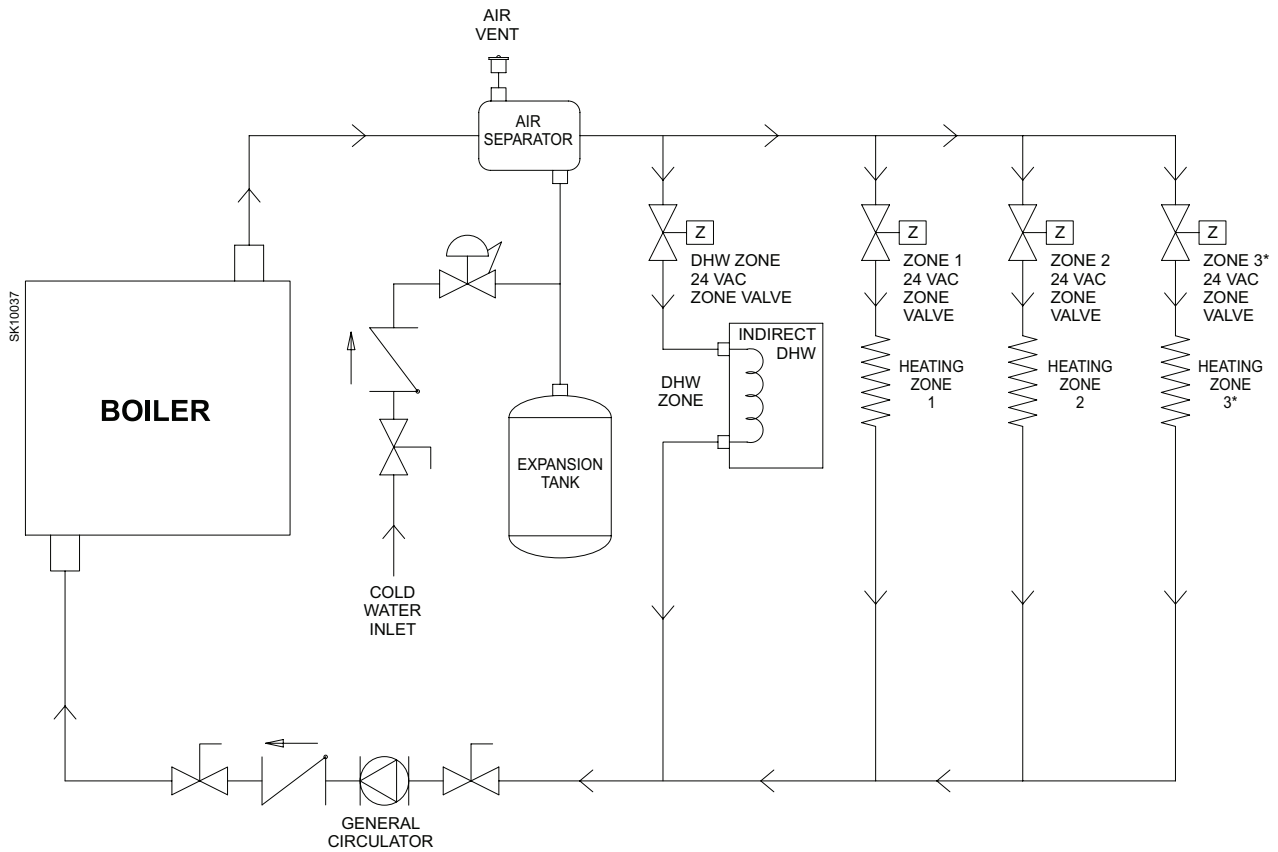 AIR
VENT
AIR
SEPARATOR
SK10037
BOILER
Z
DHW ZONE
24 VAC
ZONE VALVE
Z
ZONE 1
24 VAC
ZONE
VALVE
Z
ZONE 2
24 VAC
ZONE
VALVE
Z
ZONE 3*
24 VAC
ZONE
VALVE
INDIRECT
DHW
DHW
ZONE
HEATING
ZONE
1
HEATING
ZONE
2
HEATING
ZONE
3*
EXPANSION
TANK
COLD
WATER
INLET
GENERAL
CIRCULATOR